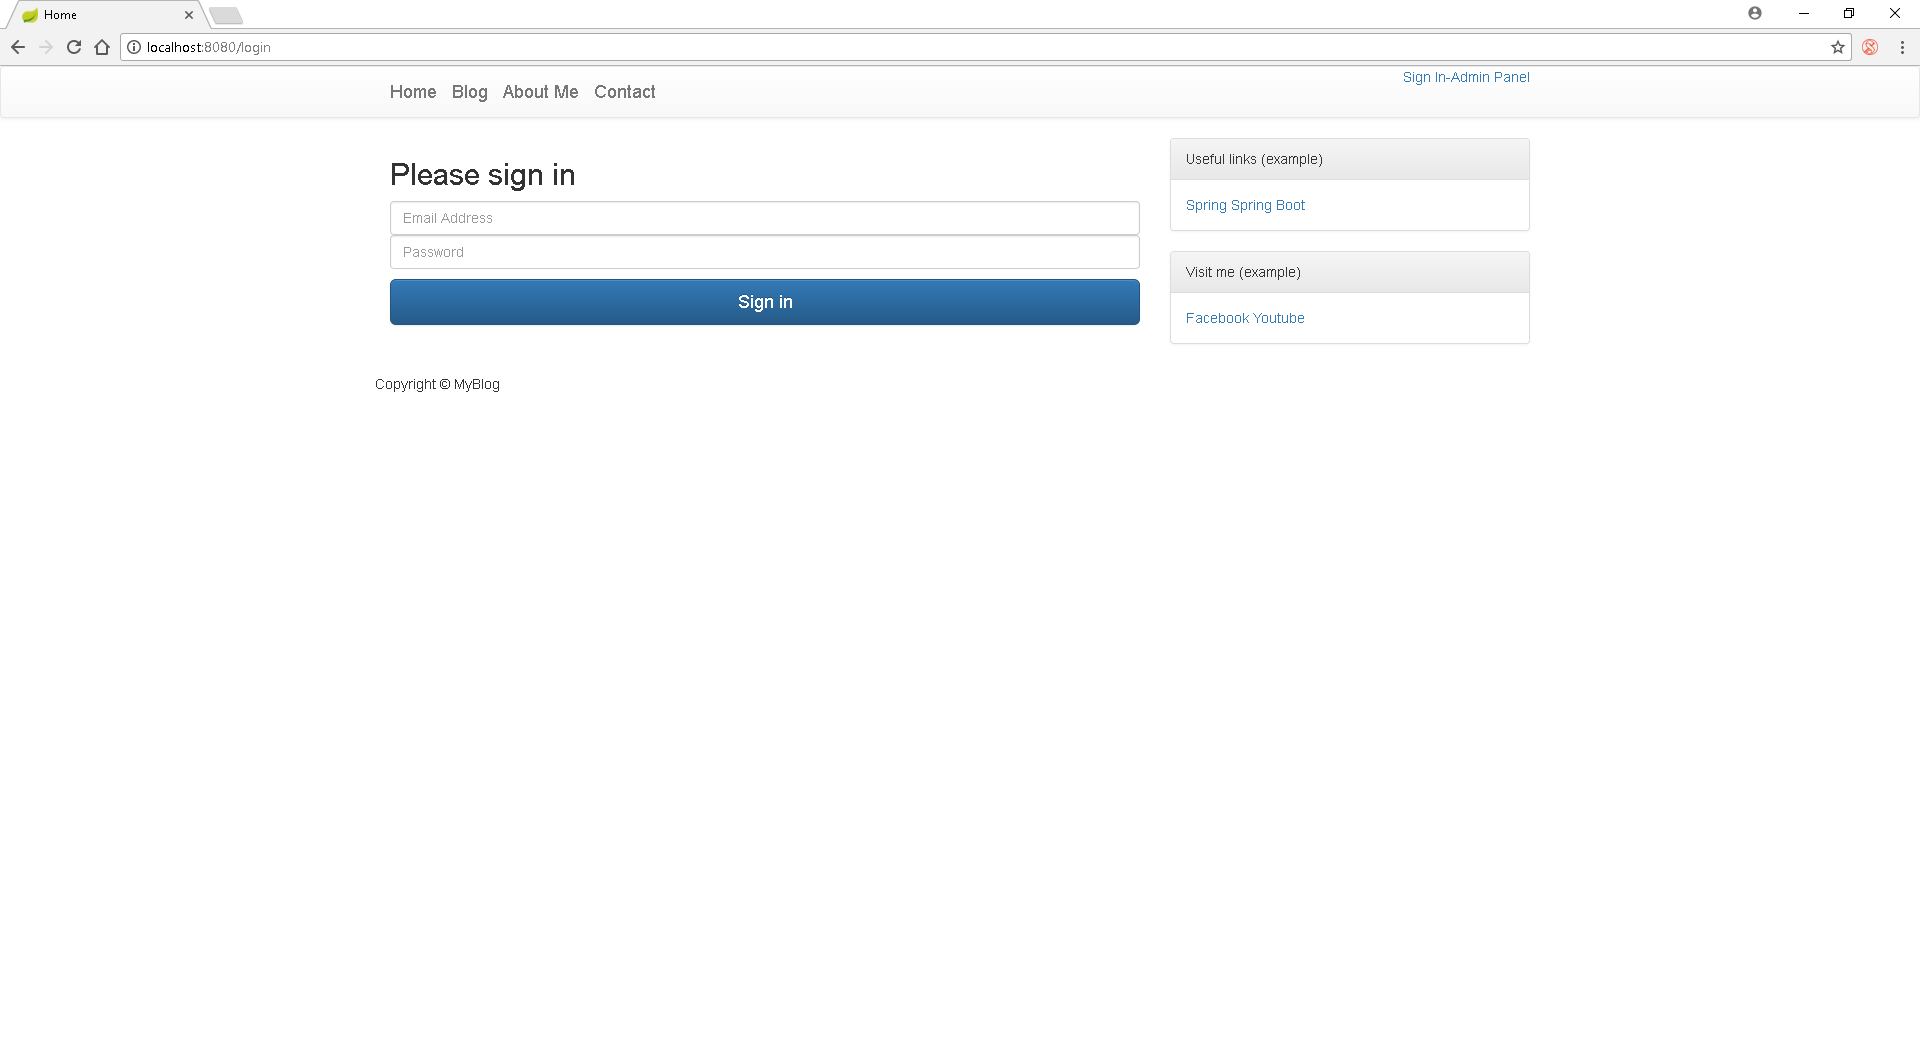 Home
localhost:8080/login
Home Blog About Me Contact
Sign In-Admin Panel
Please sign in
Email Address
Password
Sign in
Useful links (example)
Spring Spring Boot
Visit me (example)
Facebook Youtube
Copyright © MyBlog